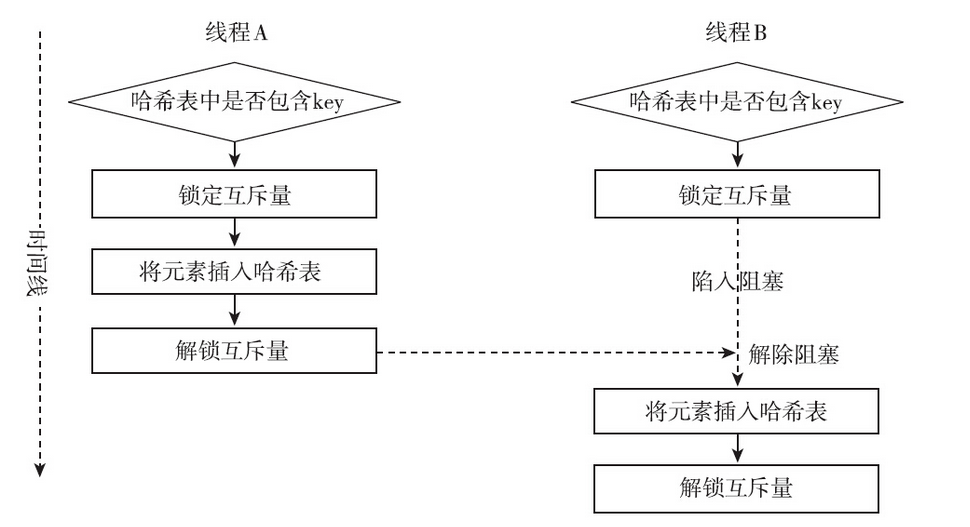 线程A
线程B
哈希表中是否包含key
哈希表中是否包含key
锁定互斥量
锁定互斥量
时间线
将元素插入哈希表
陷入阻塞
解锁互斥量
解除阻塞
将元素插入哈希表
解锁互斥量